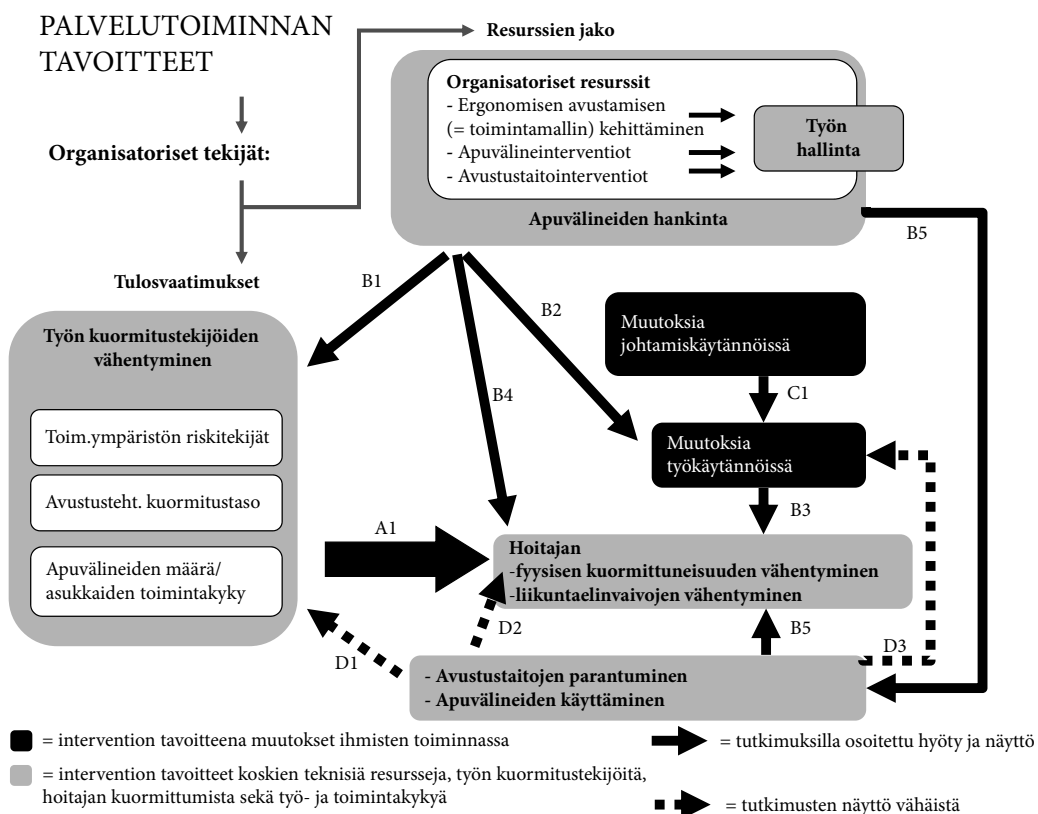 PALVELUTOIMINNAN
TAVOITTEET
Resurssien jako
Organisatoriset resurssit
- Ergonomisen avustamisen
(= toimintamallin) kehittäminen
- Apuvälineinterventiot
- Avustustaitointerventiot
Työn
hallinta
Organisatoriset tekijät:
Apuvälineiden hankinta
B5
Tulosvaatimukset
B1
B2
Työn kuormitustekijöiden
vähentyminen
Muutoksia
johtamiskäytännöissä
B4
C1
Toim.ympäristön riskitekijät
Muutoksia
työkäytännöissä
Avustusteht. kuormitustaso
B3
A1
Apuvälineiden määrä/
asukkaiden toimintakyky
Hoitajan
-fyysisen kuormittuneisuuden vähentyminen
-liikuntaelinvaivojen vähentyminen
D2
B5
D3
D1
- Avustustaitojen parantuminen
- Apuvälineiden käyttäminen
= intervention tavoitteena muutokset ihmisten toiminnassa
= tutkimuksilla osoitettu hyöty ja näyttö
= intervention tavoitteet koskien teknisiä resursseja, työn kuormitustekijöitä,
hoitajan kuormittumista sekä työ- ja toimintakykyä
= tutkimusten näyttö vähäistä